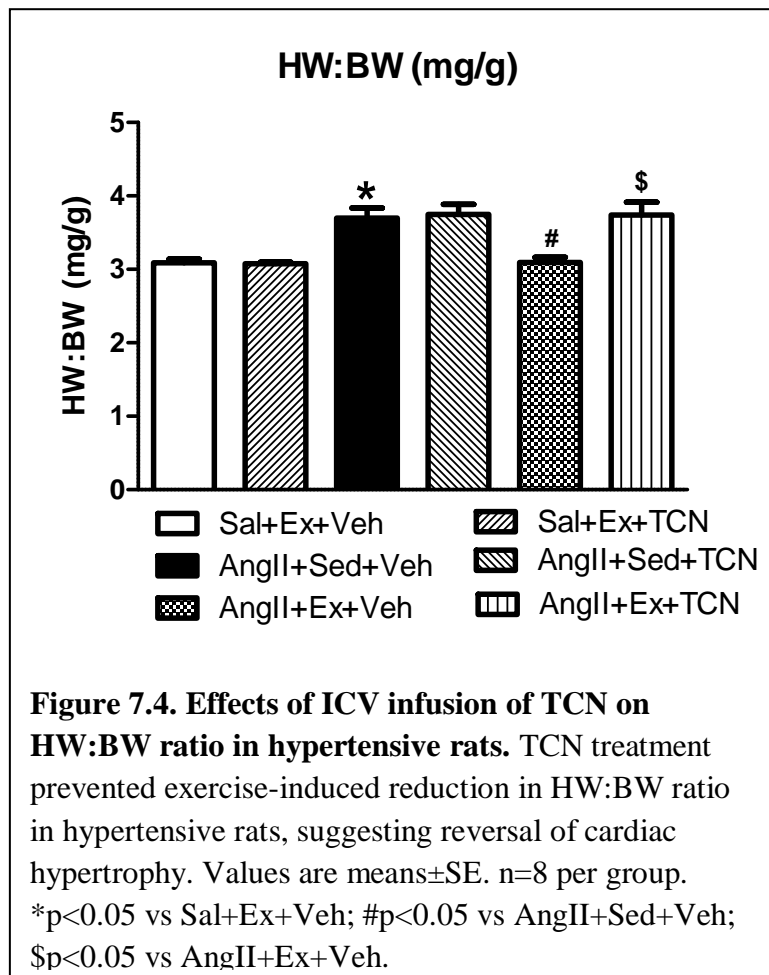 HW:BW (mg/g)
5
4
3
2
1
0
HW:BW (mg/g)
*
#
$
Sal+Ex+Veh
Sal+Ex+TCN
AngII+Sed+Veh
AngII+Sed+TCN
AngII+Ex+Veh
AngII+Ex+TCN
Figure 7.4. Effects of ICV infusion of TCN on
HW:BW ratio in hypertensive rats. TCN treatment
prevented exercise-induced reduction in HW:BW ratio
in hypertensive rats, suggesting reversal of cardiac
hypertrophy. Values are means±SE. n=8 per group.
*p<0.05 vs Sal+Ex+Veh; #p<0.05 vs AngII+Sed+Veh;
$p<0.05 vs AngII+Ex+Veh.